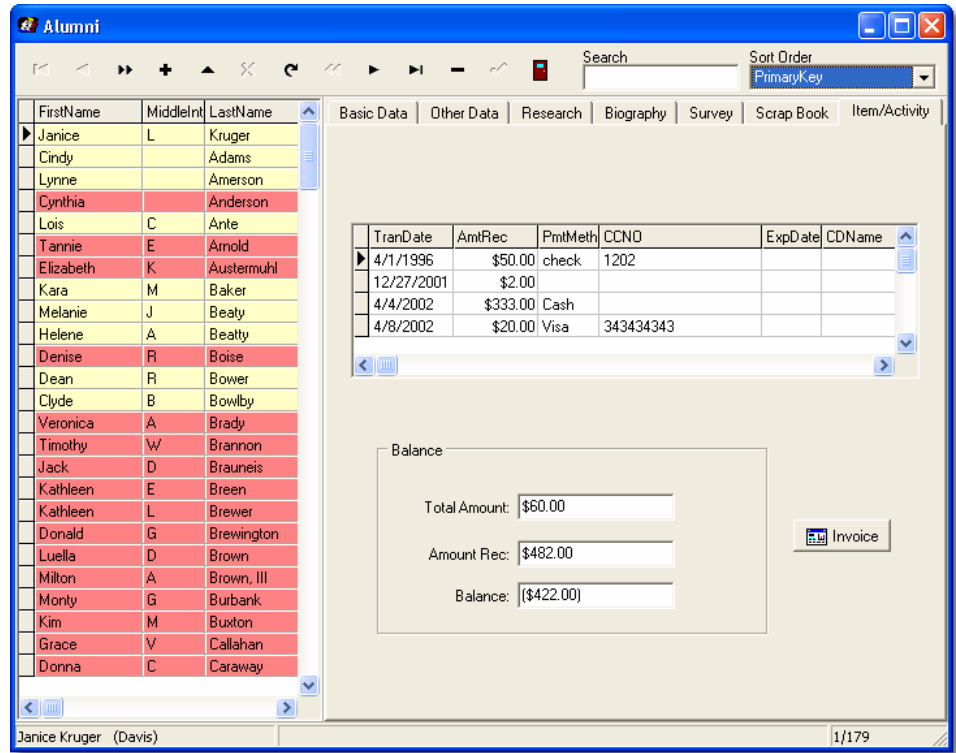 Alumni
Search
Sort Order
PrimaryKey
FirstName MiddleInt LastName
Janice L Kruger
Cindy Adams
Lynne Amerson
Cynthia Anderson
Lois C Ante
Tannie E Arnold
Elizabeth K Austermuhl
Kara M Baker
Melanie J Beaty
Helene A Beatty
Denise R Boise
Dean R Bower
Clyde B Bowlby
Veronica A Brady
Timothy W Brannon
Jack D Brauneis
Kathleen E Breen
Kathleen L Brewer
Donald G Brewington
Luella D Brown
Milton A Brown, III
Monty G Burbank
Kim M Buxton
Grace V Callahan
Donna C Caraway
Basic Data Other Data Research Biography Survey Scrap Book Item/Activity
TranDate AmtRec PmtMeth CCNO ExpDate CDName
4/1/1996 $50.00 check 1202
12/27/2001 $2.00
4/4/2002 $333.00 Cash
4/8/2002 $20.00 Visa 343434343
Balance
Total Amount: $60.00
Amount Rec: $482.00
Balance: ($422.00)
Invoice
Janice Kruger (Davis)
1/179